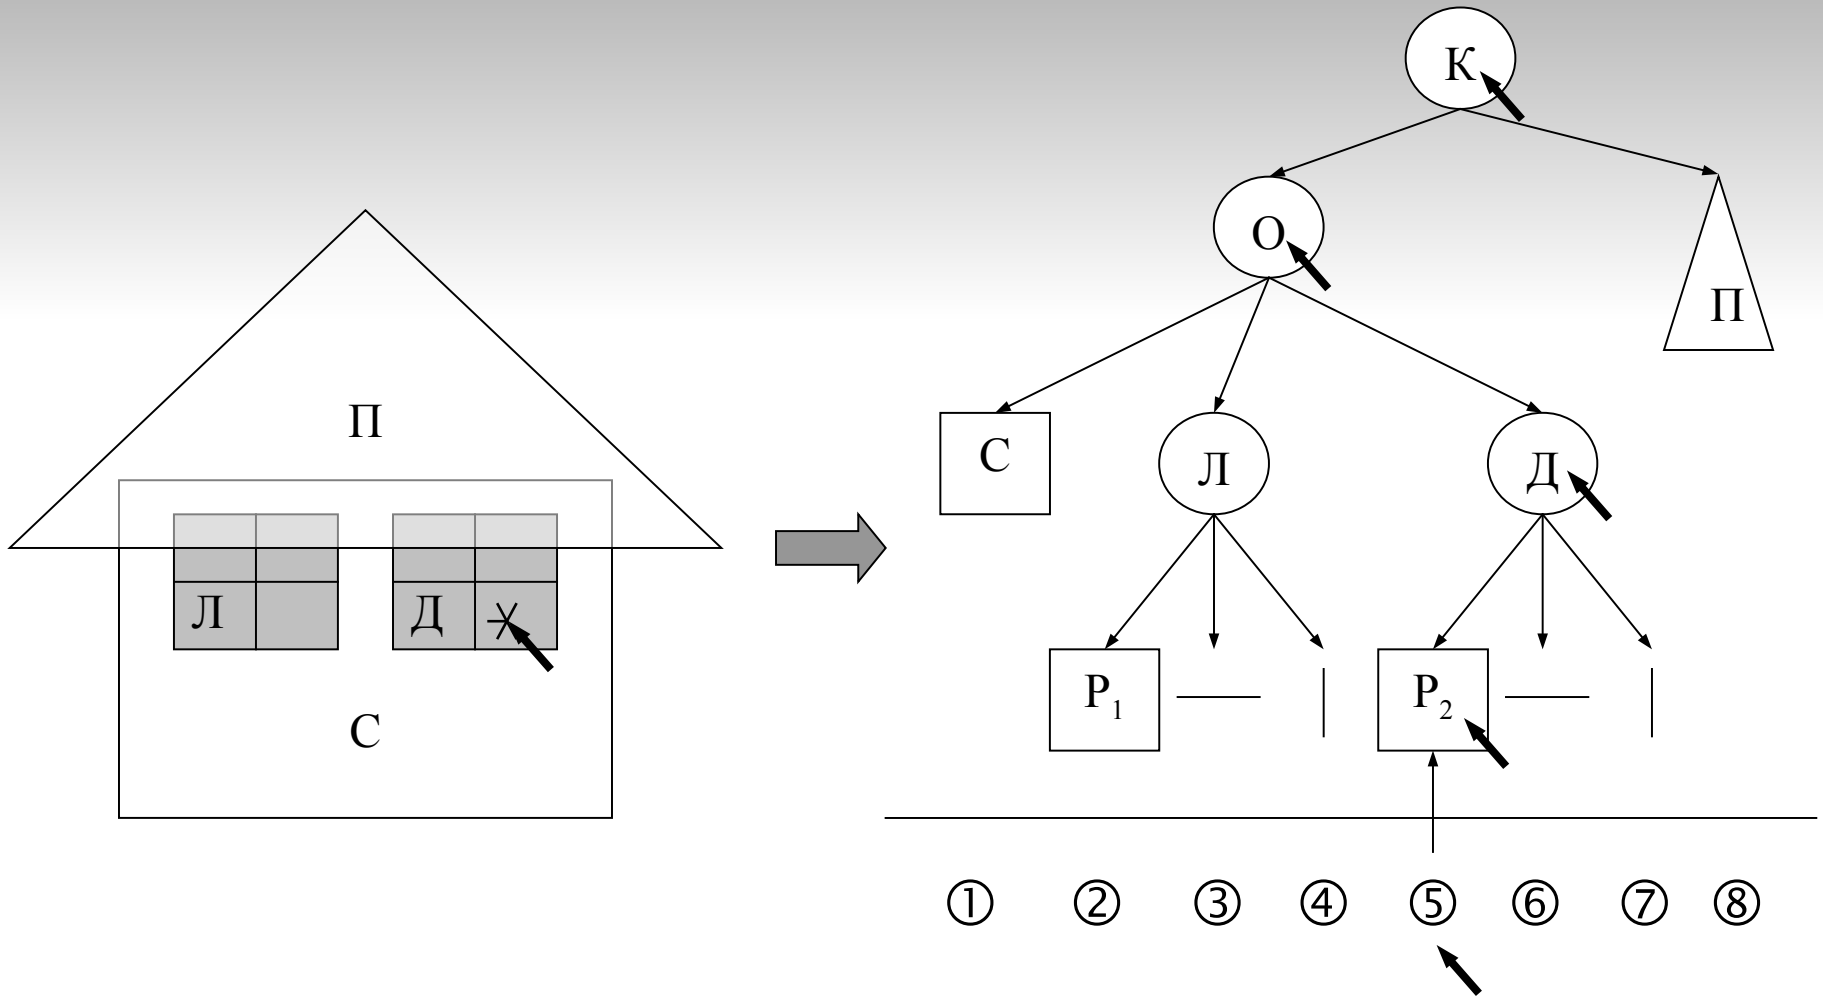 К
О
П
П
С
Л
Д
Л
Д
Р1
Р2
С
① ② ③ ④ ⑤ ⑥ ⑦ ⑧